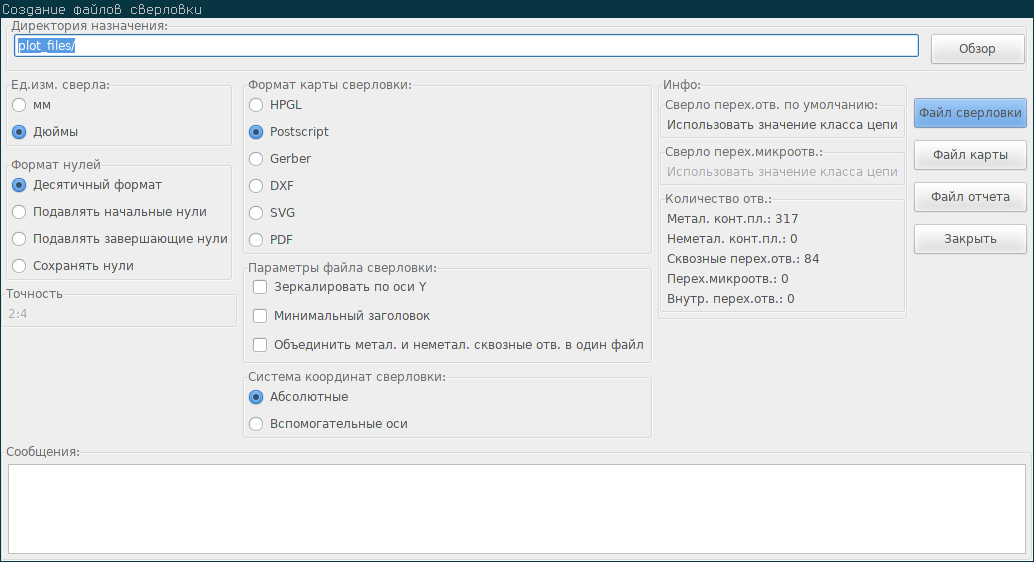 Создание файлов сверловки
Директория назначения:
plot_files/
Обзор
Ед.изм. сверла:
мм
Дюймы
Формат нулей
Десятичный формат
Подавлять начальные нули
Подавлять завершающие нули
Сохранять нули
Точность
2:4
Формат карты сверловки:
HPGL
Postscript
Gerber
DXF
SVG
PDF
Параметры файла сверловки:
Зеркалировать по оси Y
Минимальный заголовок
Объединить метал. и неметал. сквозные отв. в один файл
Система координат сверловки:
Абсолютные
Вспомогательные оси
Инфо:
Сверло перех.отв. по умолчанию:
Использовать значение класса цепи
Сверло перех.микроотв.:
Использовать значение класса цепи
Количество отв.:
Метал. конт.пл.: 317
Неметал. конт.пл.: 0
Сквозные перех.отв.: 84
Перех.микроотв.: 0
Внутр. перех.отв.: 0
Файл сверловки
Файл карты
Файл отчета
Закрыть
Сообщения: